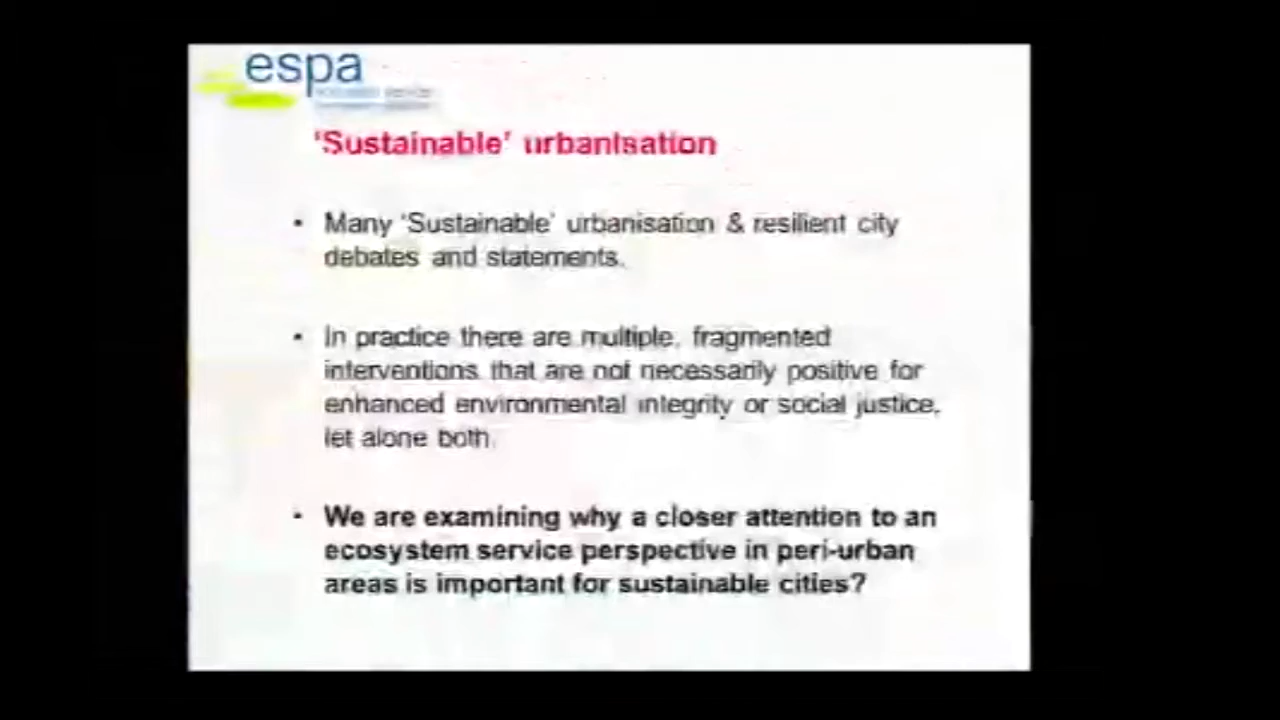 espa
‘Sustainable’ urbanisation
• Many ‘Sustainable’ urbanisation & resilient city
debates and statements.
• In practice there are multiple, fragmented
interventions that are not necessarily positive for
enhanced environmental integrity or social justice,
let alone both.
• We are examining why a closer attention to an
ecosystem service perspective in peri-urban
areas is important for sustainable cities?